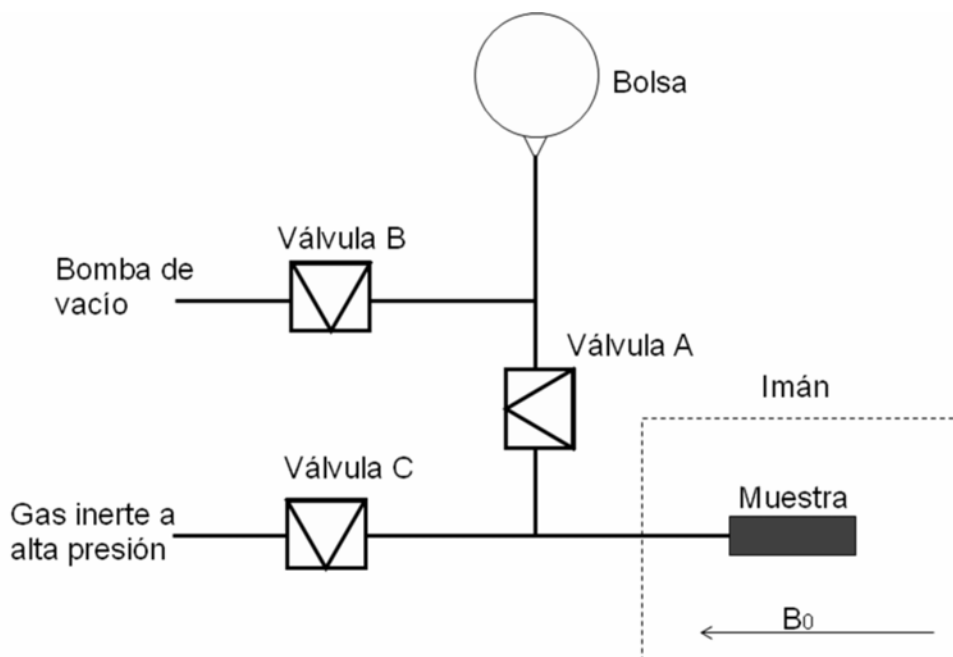 Bolsa
Válvula B
Bomba de
vacío
Válvula A
Imán
Válvula C
Gas inerte a
alta presión
Muestra
B0